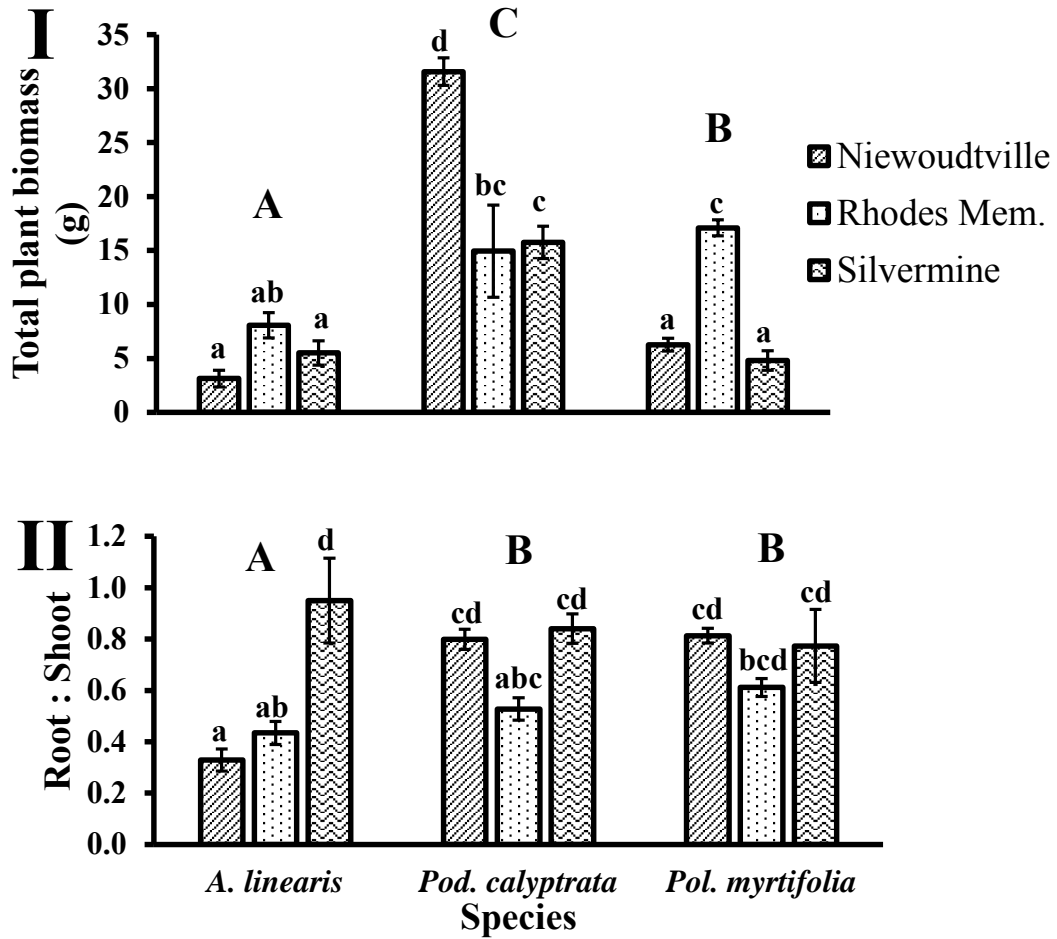 I
Total plant biomass
(g)
35
30
25
20
15
10
5
0
A
C
B
a
ab
a
d
bc
c
a
c
a
Niewoudtville
Rhodes Mem.
Silvermine
II
Root : Shoot
1.2
1.0
0.8
0.6
0.4
0.2
0.0
A
B
B
a
ab
d
cd
abc
cd
cd
bcd
cd
A. linearis
Pod. calyptrata
Pol. myrtifolia
Species